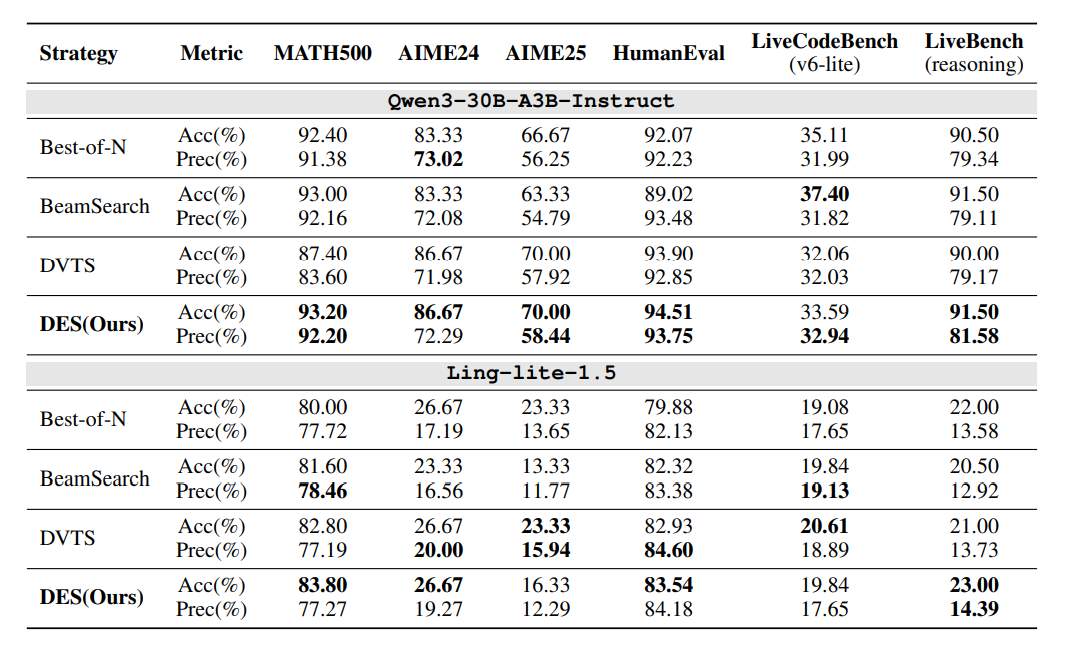 Strategy Metric MATH500 AIME24 AIME25 HumanEval LiveCodeBench (v6-lite) LiveBench (reasoning)
Qwen3-30B-A3B-Instruct
Best-of-N Acc(%) 92.40 83.33 66.67 92.07 35.11 90.50
Prec(%) 91.38 73.02 56.25 92.23 31.99 79.34
BeamSearch Acc(%) 93.00 83.33 63.33 89.02 37.40 91.50
Prec(%) 92.16 72.08 54.79 93.48 31.82 79.11
DVTS Acc(%) 87.40 86.67 70.00 93.90 32.06 90.00
Prec(%) 83.60 71.98 57.92 92.85 32.03 79.17
DES(Ours) Acc(%) 93.20 86.67 70.00 94.51 33.59 91.50
Prec(%) 92.20 72.29 58.44 93.75 32.94 81.58
Ling-lite-1.5
Best-of-N Acc(%) 80.00 26.67 23.33 79.88 19.08 22.00
Prec(%) 77.72 17.19 13.65 82.13 17.65 13.58
BeamSearch Acc(%) 81.60 23.33 13.33 82.32 19.84 20.50
Prec(%) 78.46 16.56 11.77 83.38 19.13 12.92
DVTS Acc(%) 82.80 26.67 23.33 82.93 20.61 21.00
Prec(%) 77.19 20.00 15.94 84.60 18.89 13.73
DES(Ours) Acc(%) 83.80 26.67 16.33 83.54 19.84 23.00
Prec(%) 77.27 19.27 12.29 84.18 17.65 14.39